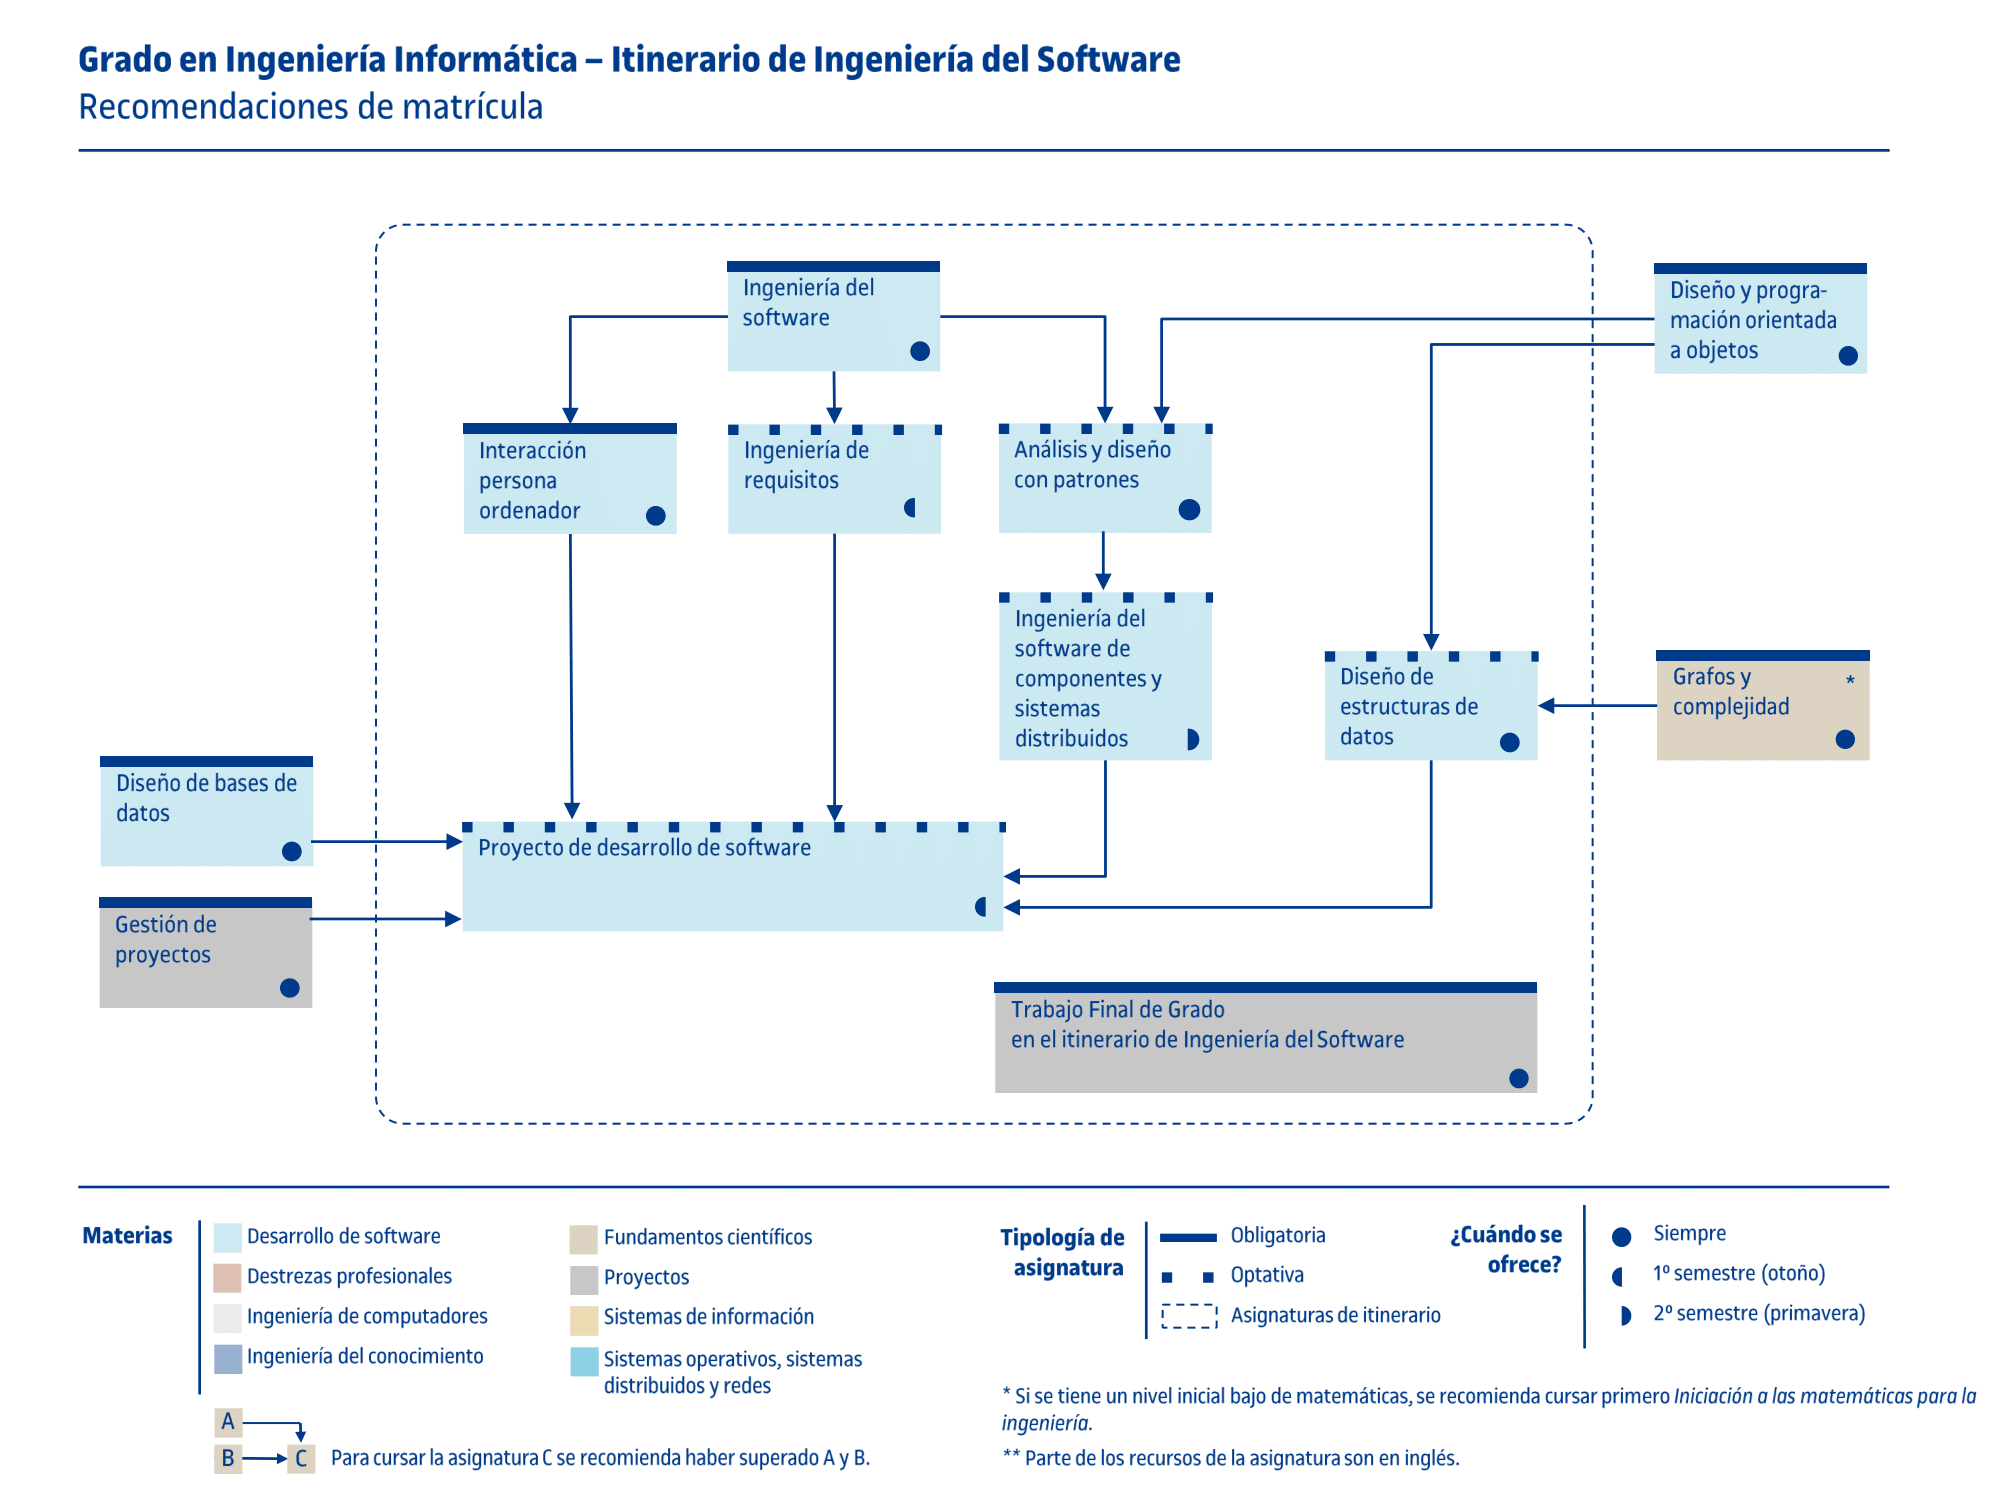 Grado en Ingeniería Informática – Itinerario de Ingeniería del Software
Recomendaciones de matrícula
Ingeniería del
software
Diseño y progra-
mación orientada
a objetos
Interacción
persona
ordenador
Ingeniería de
requisitos
Análisis y diseño
con patrones
Ingeniería del
software de
componentes y
sistemas
distribuidos
Diseño de
estructuras de
datos
Grafos y *
complejidad
Diseño de bases de
datos
Proyecto de desarrollo de software
Gestión de
proyectos
Trabajo Final de Grado
en el itinerario de Ingeniería del Software
Materias
Desarrollo de software
Destrezas profesionales
Ingeniería de computadores
Ingeniería del conocimiento
Fundamentos científicos
Proyectos
Sistemas de información
Sistemas operativos, sistemas
distribuidos y redes
A
B
C
Para cursar la asignatura C se recomienda haber superado A y B.
Tipología de
asignatura
Obligatoria
Optativa
Asignaturas de itinerario
¿Cuándo se
ofrece?
Siempre
1º semestre (otoño)
2º semestre (primavera)
* Si se tiene un nivel inicial bajo de matemáticas, se recomienda cursar primero Iniciación a las matemáticas para la
ingeniería.
** Parte de los recursos de la asignatura son en inglés.